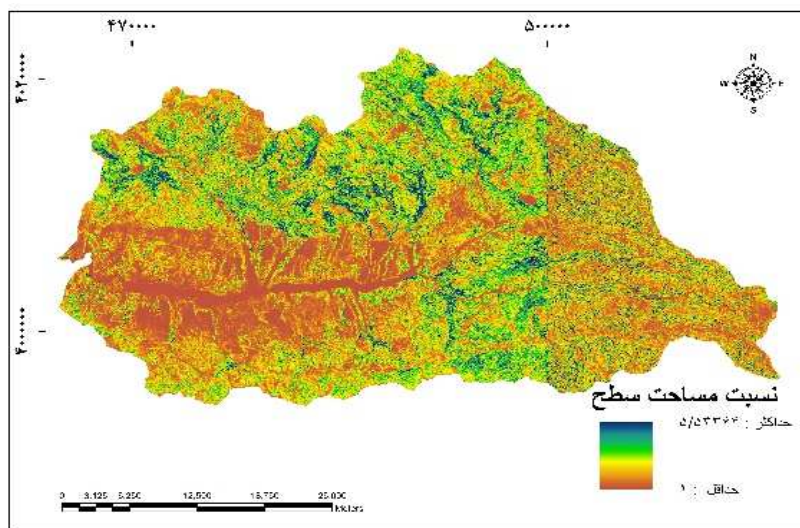 ۴۷۰۰۰۰ ۵۰۰۰۰۰
۴۰۲۰۰۰۰
N
W E
S
۴۰۰۰۰۰۰
نسبت مساحت سطح
حداکثر : ۵/۵۳۳۶۴
حداقل : ۱
0 3,125 6,250 12,500 18,750 25,000
Meters